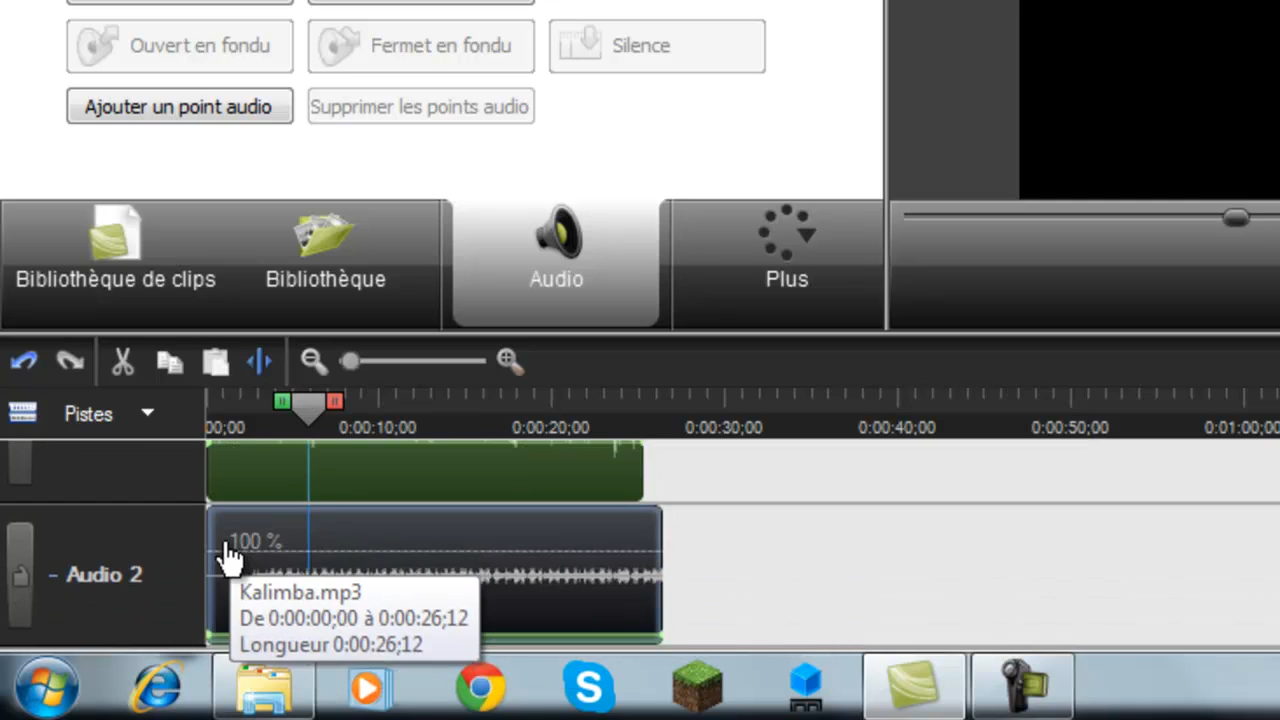 Ouvert en fondu
Fermet en fondu
Silence
Ajouter un point audio
Supprimer les points audio
Bibliothèque de clips
Bibliothèque
Audio
Plus
Pistes
00;00
0:00:10;00
0:00:20;00
0:00:30;00
0:00:40;00
0:00:50;00
0:01:00;00
100 %
Audio 2
Kalimba.mp3
De 0:00:00;00 à 0:00:26;12
Longueur 0:00:26;12